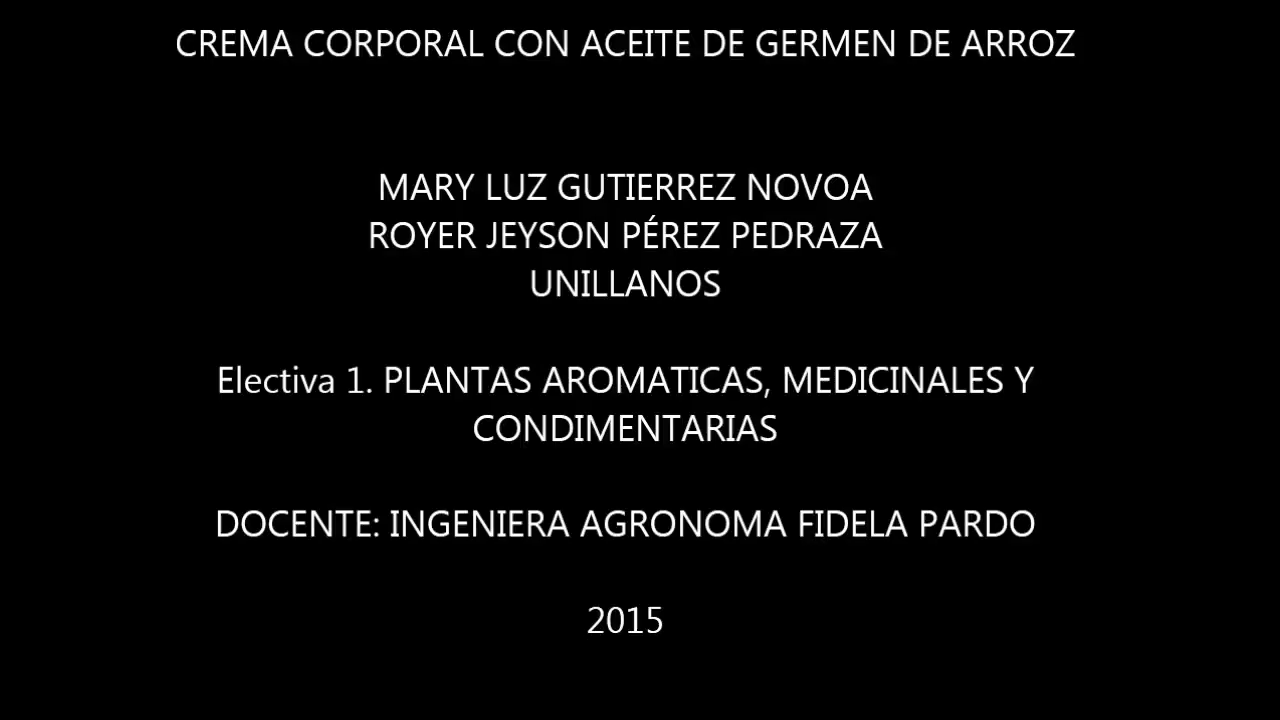 CREMA CORPORAL CON ACEITE DE GERMEN DE ARROZ
MARY LUZ GUTIERREZ NOVOA
ROYER JEYSON PÉREZ PEDRAZA
UNILLANOS
Electiva 1. PLANTAS AROMATICAS, MEDICINALES Y
CONDIMENTARIAS
DOCENTE: INGENIERA AGRONOMA FIDELA PARDO
2015